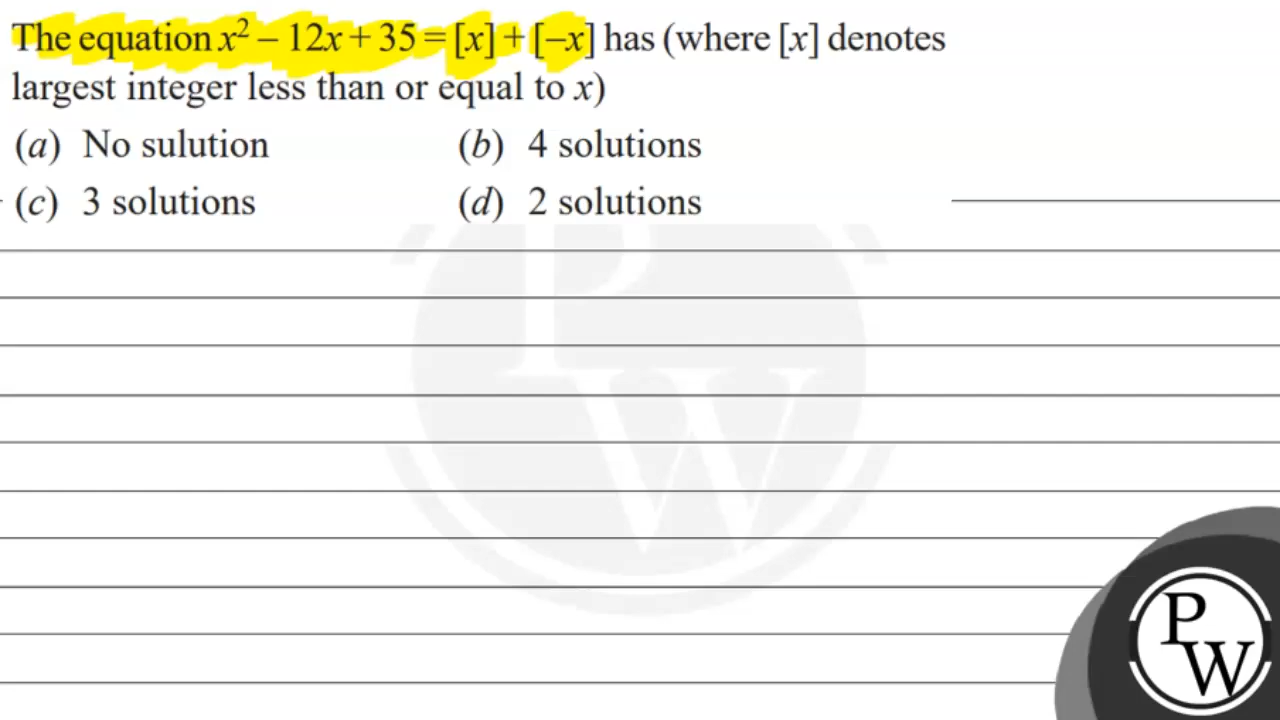 The equation x² – 12x + 35 = [x] + [–x] has (where [x] denotes
largest integer less than or equal to x)
(a) No sulution (b) 4 solutions
(c) 3 solutions (d) 2 solutions
P
W
P
W